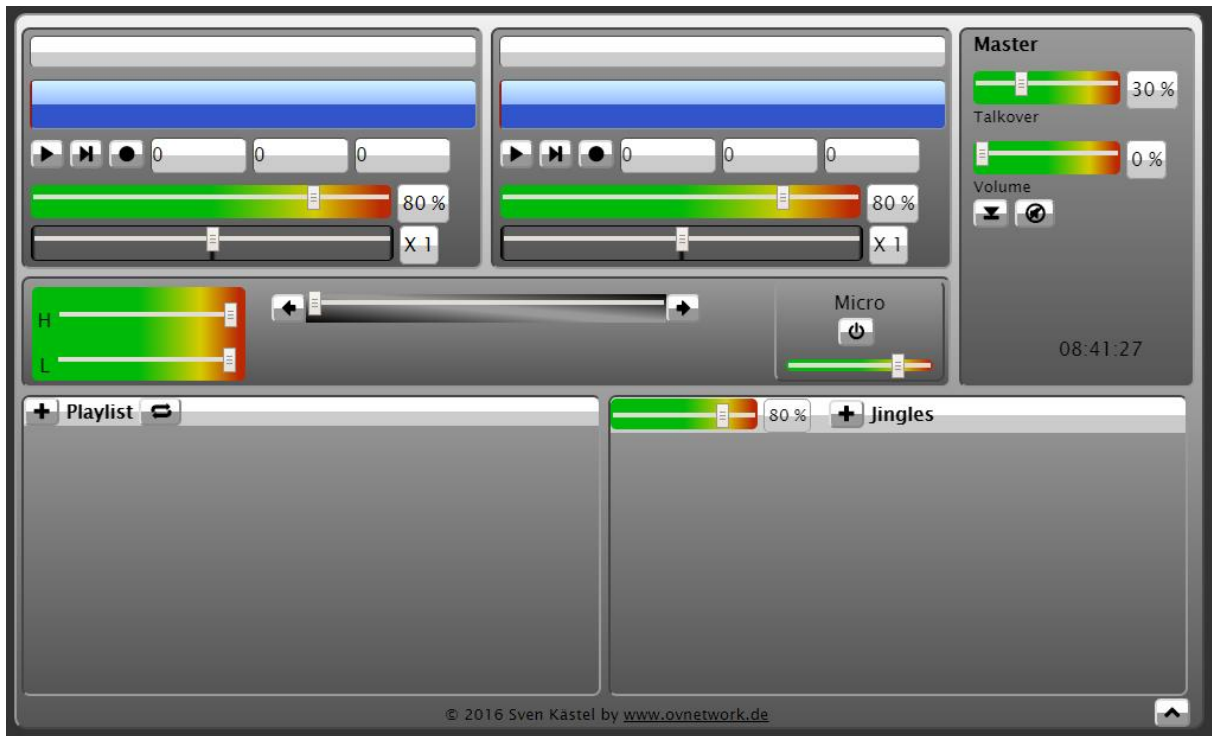 0 0 0
80 %
X 1
0 0 0
80 %
X 1
Master
30 %
Talkover
0 %
Volume
08:41:27
H
L
Micro
Playlist
80 %
Jingles
© 2016 Sven Kästel by www.ovnetwork.de